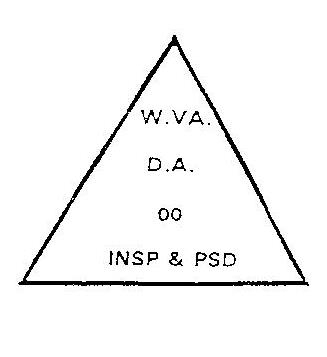 W.VA.
D.A.
00
INSP & PSD